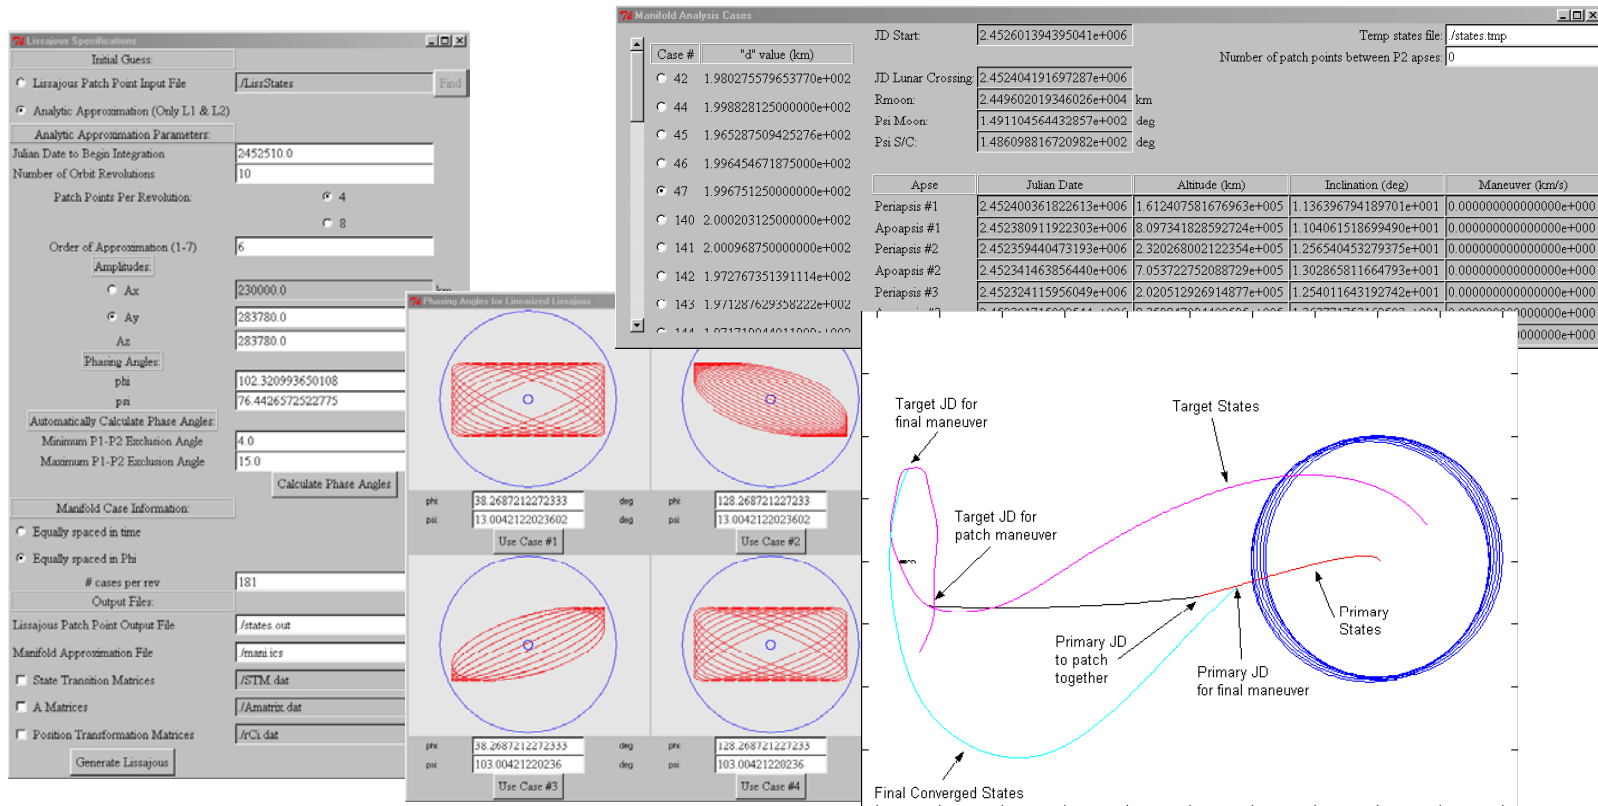 Lissajous Specifications
Initial Guess:
Lissajous Patch Point Input File ./LissStates Find
Analytic Approximation (Only L1 & L2)
Analytic Approximation Parameters:
Julian Date to Begin Integration 2452510.0
Number of Orbit Revolutions 10
Patch Points Per Revolution: 4
8
Order of Approximation (1-7) 6
Amplitudes:
Ax 230000.0
Ay 283780.0
Az 283780.0
Phasing Angles:
phi 102.320993650108
psi 76.4426572522775
Automatically Calculate Phase Angles:
Minimum P1-P2 Exclusion Angle 4.0
Maximum P1-P2 Exclusion Angle 15.0
Calculate Phase Angles
Manifold Case Information:
Equally spaced in time
Equally spaced in Phi
# cases per rev 181
Output Files:
Lissajous Patch Point Output File ./states.out
Manifold Approximation File ./mani.ics
State Transition Matrices ./STM.dat
A Matrices ./Amatrix.dat
Position Transformation Matrices ./rCi.dat
Generate Lissajous
Phasing Angles for Linearized Lissajous
phi: 38.2687212272333 deg phi: 128.268721227233
psi: 13.0042122023602 deg psi: 13.0042122023602
Use Case #1 Use Case #2
phi: 38.2687212272333 deg phi: 128.268721227233
psi: 103.004212200236 deg psi: 103.004212200236
Use Case #3 Use Case #4
Manifold Analysis Cases
Case # "d" value (km)
42 1.980275579653770e+002
44 1.998828125000000e+002
45 1.965287509425276e+002
46 1.996454671875000e+002
47 1.996751250000000e+002
140 2.000203125000000e+002
141 2.000968750000000e+002
142 1.972767351391114e+002
143 1.971287629358222e+002
JD Start: 2.452601394395041e+006 Temp states file: ./states.tmp
Number of patch points between P2 apses: 0
JD Lunar Crossing: 2.452404191697287e+006
Rmoon: 2.449602019346026e+004 km
Psi Moon: 1.491104564432857e+002 deg
Psi S/C: 1.486098816720982e+002 deg
Apse Julian Date Altitude (km) Inclination (deg) Maneuver (km/s)
Periapsis #1 2.452400361822613e+006 1.612407581676963e+005 1.136396794189701e+001 0.000000000000000e+000
Apoapsis #1 2.452380911922303e+006 8.097341828592724e+005 1.104061518699490e+001 0.000000000000000e+000
Periapsis #2 2.452359440473193e+006 2.320268002122354e+005 1.256540453279375e+001 0.000000000000000e+000
Apoapsis #2 2.452341463856440e+006 7.053722752088729e+005 1.302865811664793e+001 0.000000000000000e+000
Periapsis #3 2.452324115956049e+006 2.020512926914877e+005 1.254011643192742e+001 0.000000000000000e+000
Target JD for
final maneuver
Target States
Target JD for
patch maneuver
Primary JD
to patch
together
Primary JD
for final maneuver
Primary
States
Final Converged States